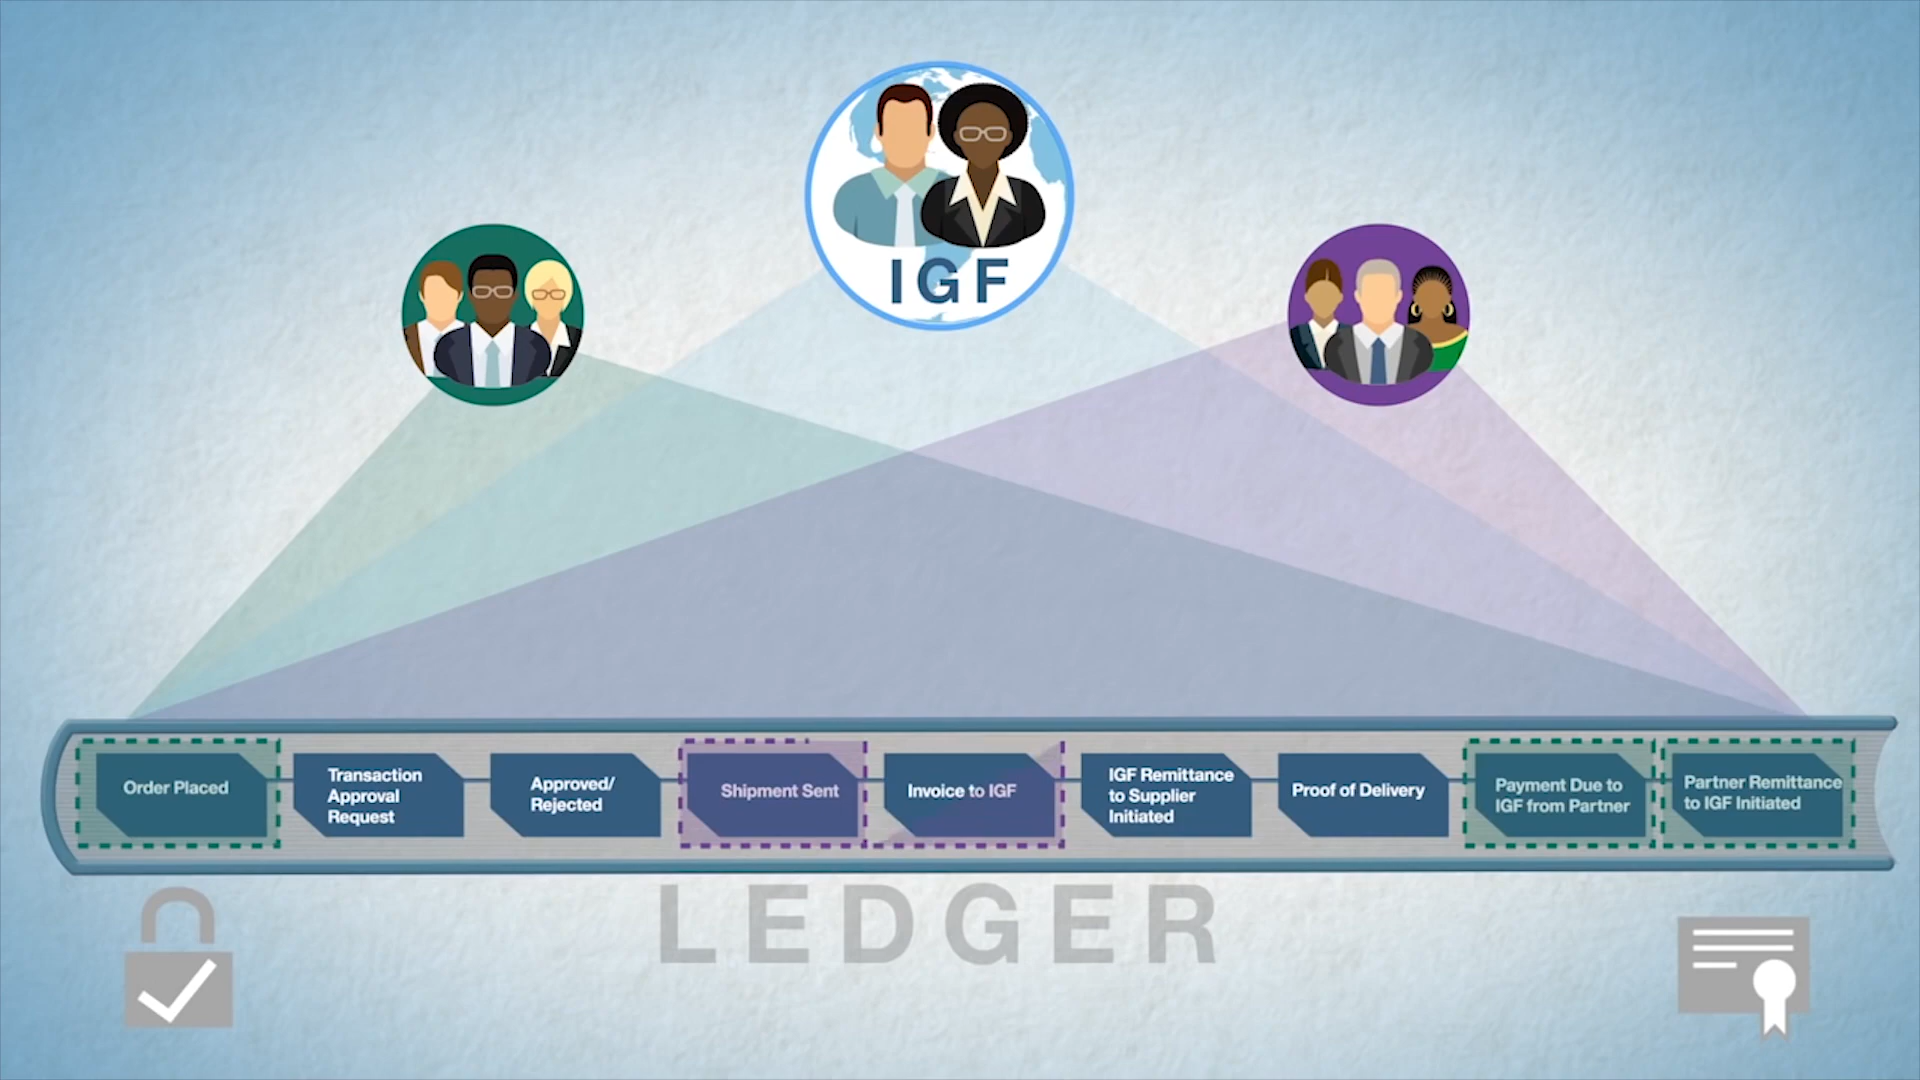 IGF
Order Placed
Transaction
Approval
Request
Approved/
Rejected
Shipment Sent
Invoice to IGF
IGF Remittance
to Supplier
Initiated
Proof of Delivery
Payment Due to
IGF from Partner
Partner Remittance
to IGF Initiated
LEDGER